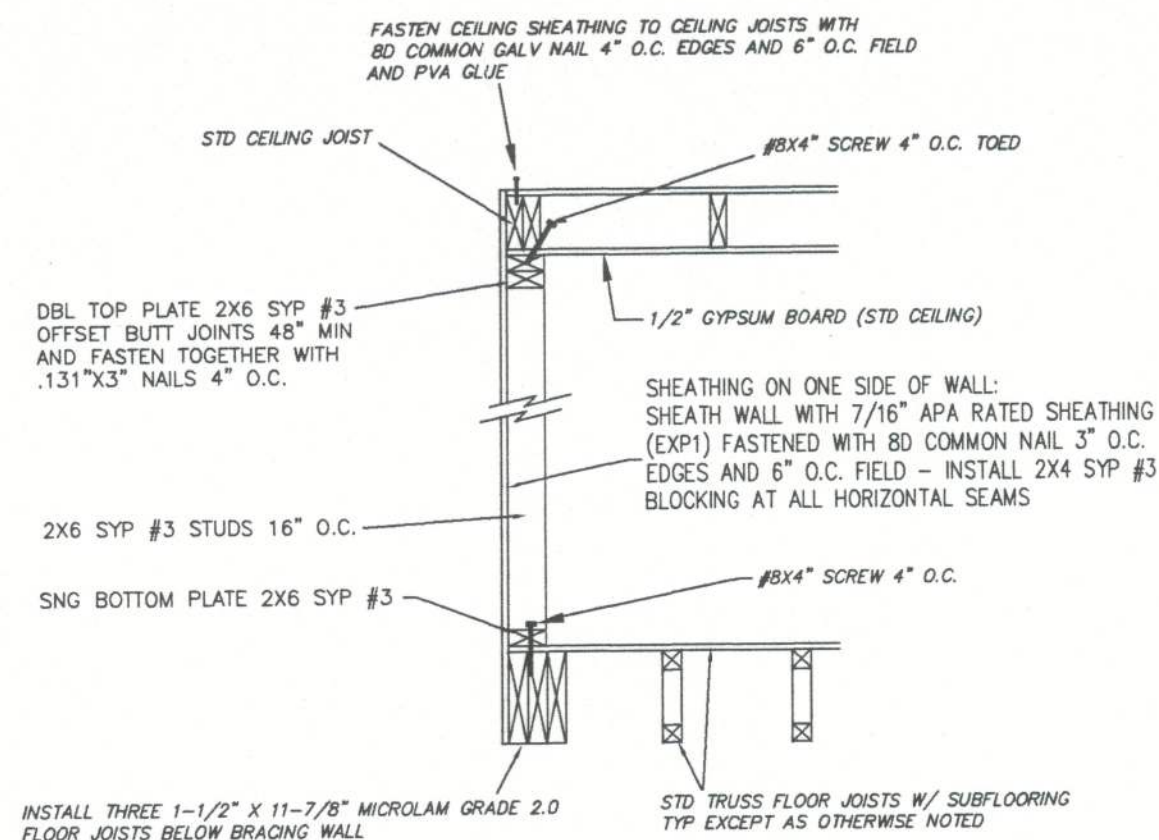 FASTEN CEILING SHEATHING TO CEILING JOISTS WITH
8D COMMON GALV NAIL 4" O.C. EDGES AND 6" O.C. FIELD
AND PVA GLUE
STD CEILING JOIST
#8X4" SCREW 4" O.C. TOED
DBL TOP PLATE 2X6 SYP #3
OFFSET BUTT JOINTS 48" MIN
AND FASTEN TOGETHER WITH
.131"X3" NAILS 4" O.C.
1/2" GYPSUM BOARD (STD CEILING)
SHEATHING ON ONE SIDE OF WALL:
SHEATH WALL WITH 7/16" APA RATED SHEATHING
(EXP1) FASTENED WITH 8D COMMON NAIL 3" O.C.
EDGES AND 6" O.C. FIELD - INSTALL 2X4 SYP #3
BLOCKING AT ALL HORIZONTAL SEAMS
2X6 SYP #3 STUDS 16" O.C.
#8X4" SCREW 4" O.C.
SNG BOTTOM PLATE 2X6 SYP #3
INSTALL THREE 1-1/2" X 11-7/8" MICROLAM GRADE 2.0
FLOOR JOISTS BELOW BRACING WALL
STD TRUSS FLOOR JOISTS W/ SUBFLOORING
TYP EXCEPT AS OTHERWISE NOTED